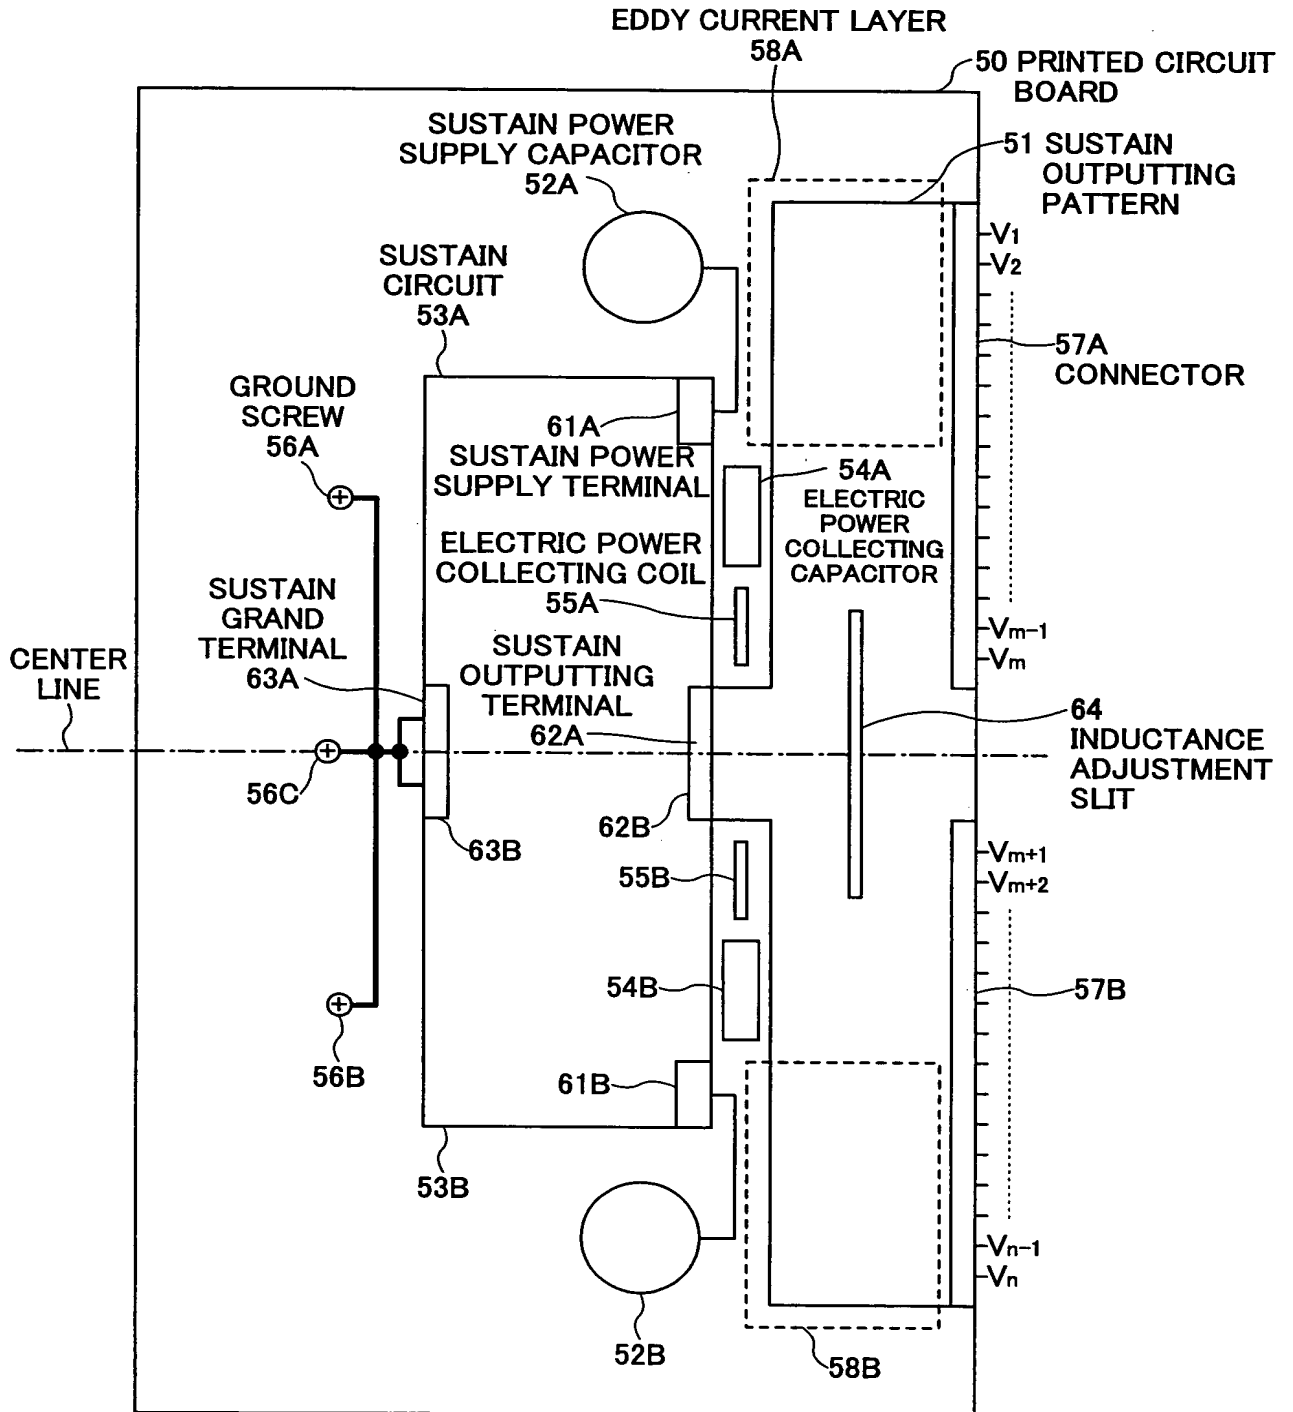 EDDY CURRENT LAYER
58A
50 PRINTED CIRCUIT
BOARD
SUSTAIN POWER
SUPPLY CAPACITOR
52A
51 SUSTAIN
OUTPUTTING
PATTERN
V1
V2
SUSTAIN
CIRCUIT
53A
57A
CONNECTOR
GROUND
SCREW
56A
61A
SUSTAIN POWER
SUPPLY TERMINAL
54A
ELECTRIC
POWER
COLLECTING
CAPACITOR
ELECTRIC POWER
COLLECTING COIL
55A
SUSTAIN
GRAND
TERMINAL
63A
SUSTAIN
OUTPUTTING
TERMINAL
62A
Vm-1
Vm
CENTER
LINE
64
INDUCTANCE
ADJUSTMENT
SLIT
56C
62B
63B
Vm+1
Vm+2
55B
54B
57B
56B
61B
53B
Vn-1
Vn
52B
58B